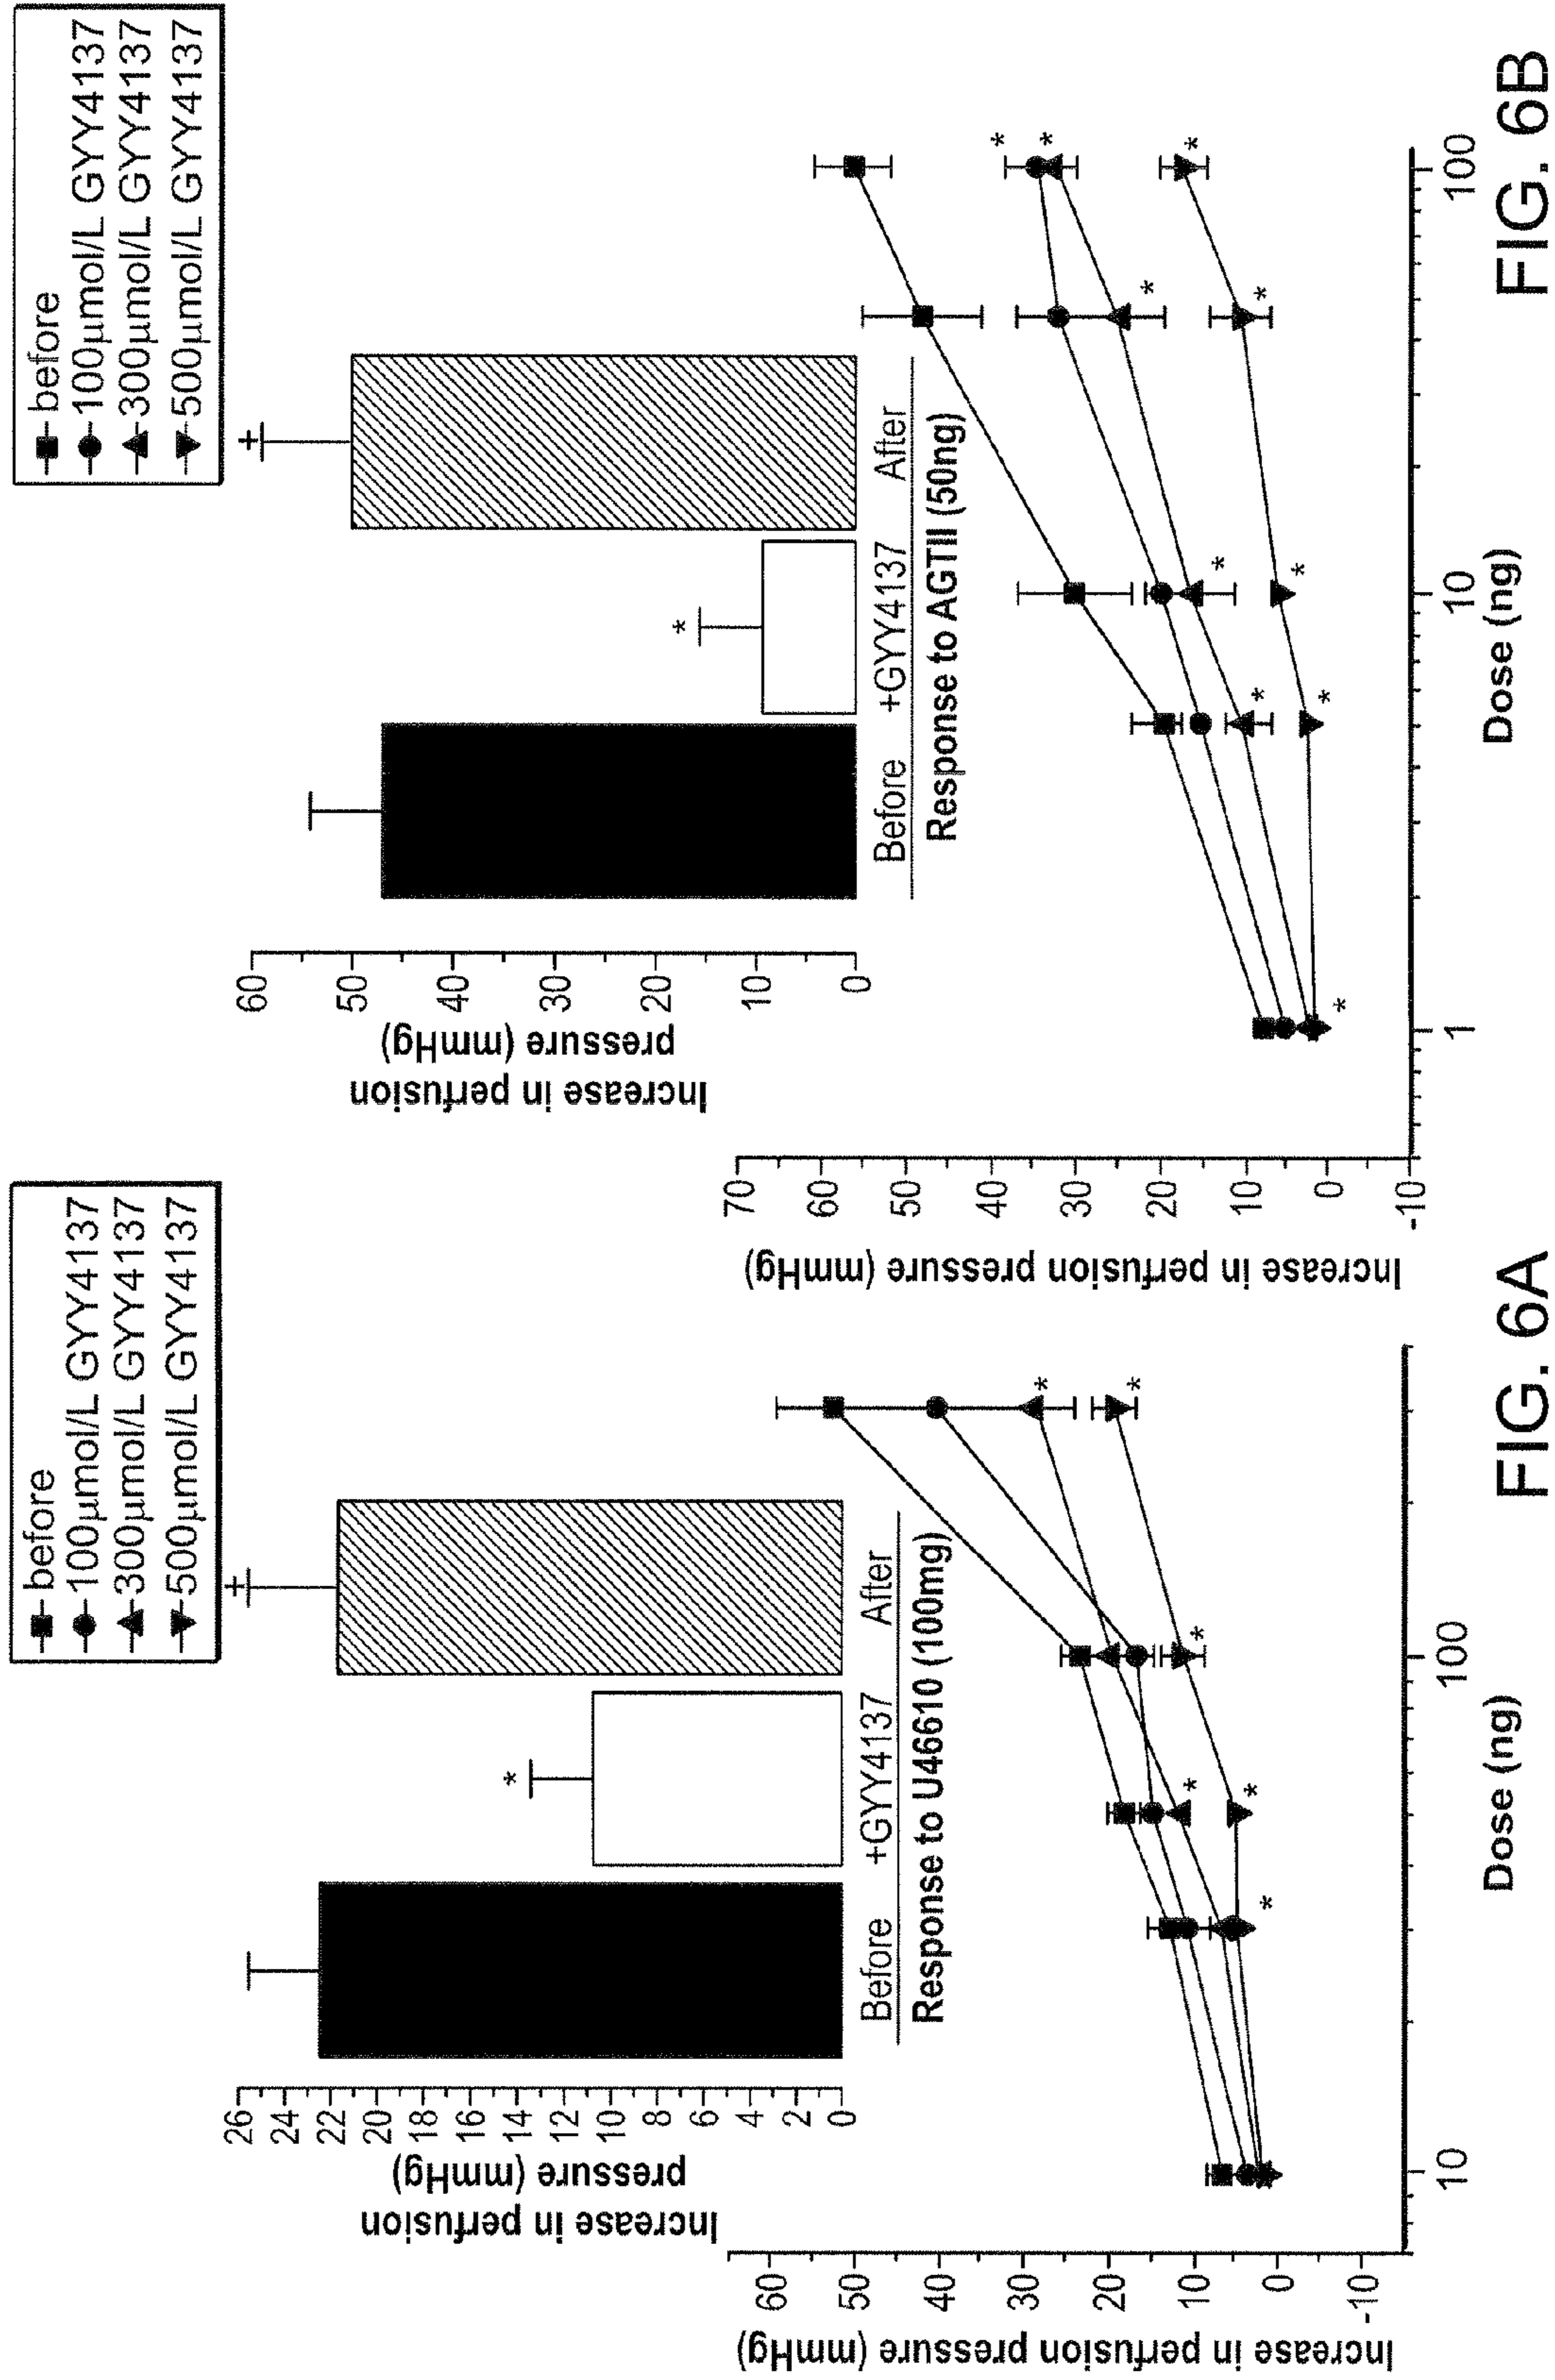 before
100µmol/L GYY4137
300µmol/L GYY4137
500µmol/L GYY4137
Increase in perfusion
pressure (mmHg)
26
24
22
20
18
16
14
12
10
8
6
4
2
0
*
+
Before +GYY4137 After
Response to U46610 (100mg)
Increase in perfusion pressure (mmHg)
60
50
40
30
20
10
0
-10
*
*
*
*
*
*
10
100
Dose (ng)
FIG. 6A
before
100µmol/L GYY4137
300µmol/L GYY4137
500µmol/L GYY4137
Increase in perfusion
pressure (mmHg)
60
50
40
30
20
10
0
*
+
Before +GYY4137 After
Response to AGTII (50ng)
Increase in perfusion pressure (mmHg)
70
60
50
40
30
20
10
0
-10
*
*
*
*
*
*
*
*
*
*
1
10
100
Dose (ng)
FIG. 6B